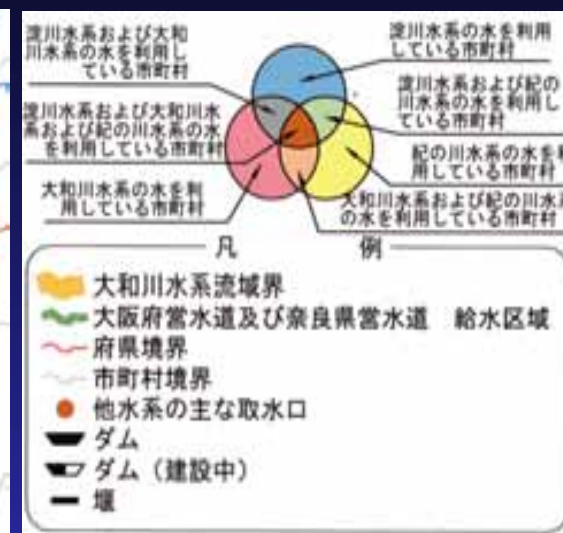 淀川水系および大和
川水系の水を利用し
ている市町村
淀川水系の水を利用
している市町村
淀川水系および紀の
川水系の水を利用し
ている市町村
淀川水系および大和川水
系および紀の川水系の水
を利用している市町村
紀の川水系の水を利
用している市町村
大和川水系の水を利
用している市町村
大和川水系および紀の川水系
の水を利用している市町村
凡 例
大和川水系流域界
大阪府営水道及び奈良県営水道 給水区域
府県境界
市町村境界
他水系の主な取水口
ダム
ダム（建設中）
堰